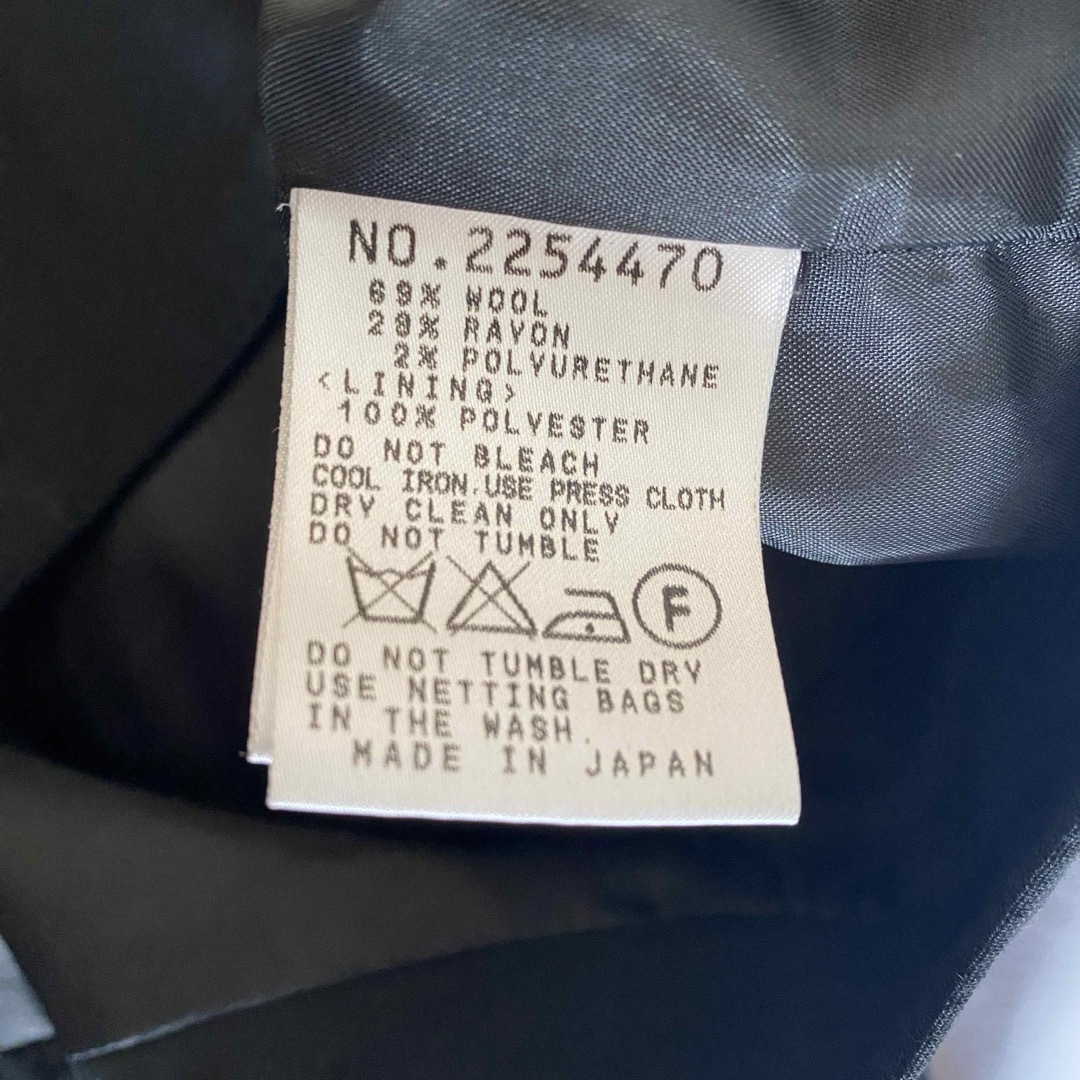 NO.2254470
69% WOOL
29% RAYON
2% POLYURETHANE
<LINING>
100% POLYESTER
DO NOT BLEACH
COOL IRON.USE PRESS CLOTH
DRY CLEAN ONLY
DO NOT TUMBLE
F
DO NOT TUMBLE DRY
USE NETTING BAGS
IN THE WASH.
MADE IN JAPAN